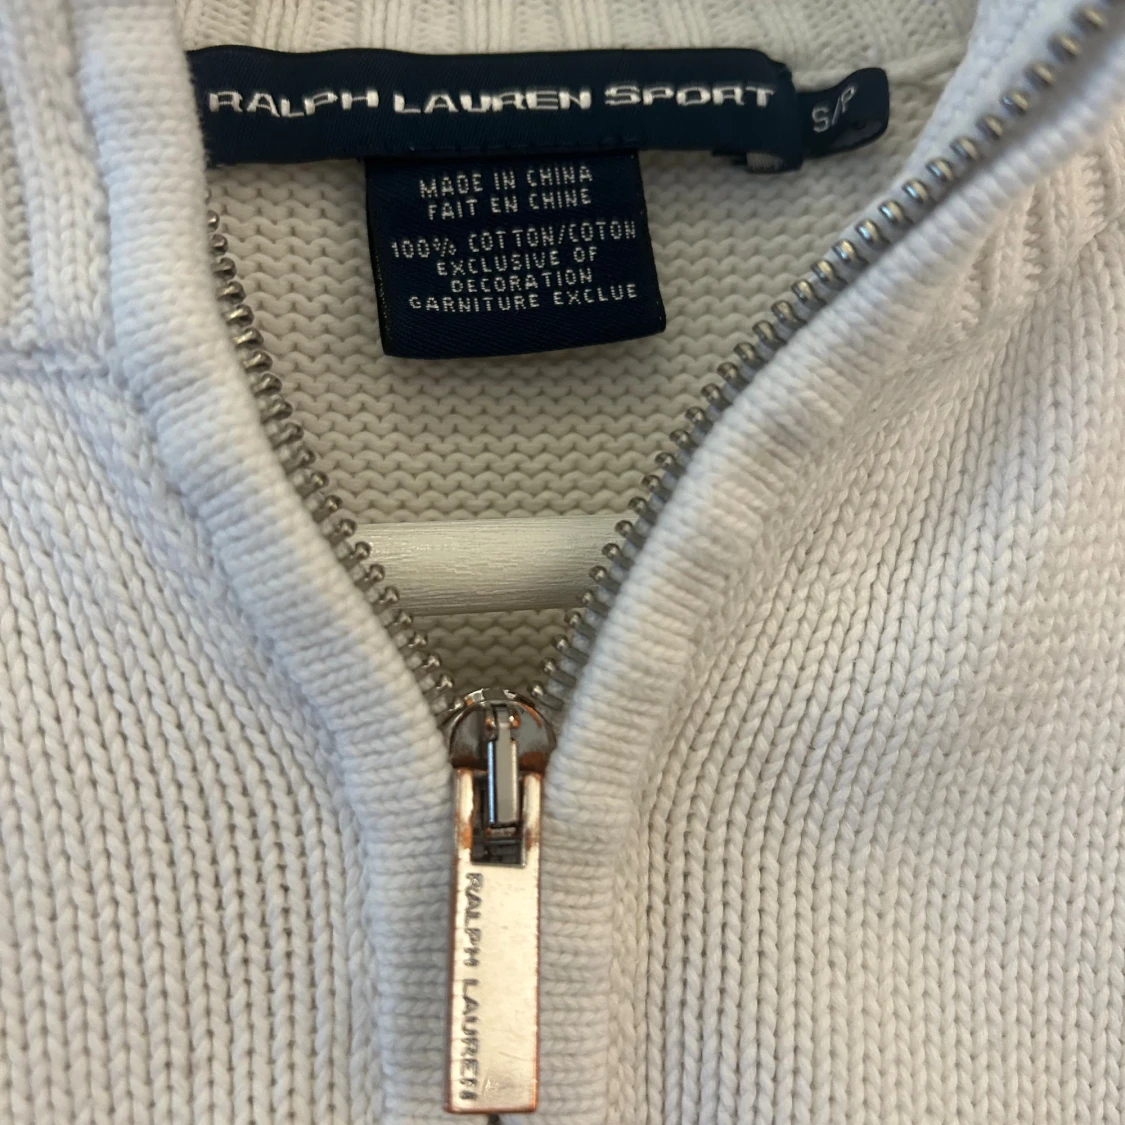 RALPH LAUREN SPORT
S/P
MADE IN CHINA
FAIT EN CHINE
100% COTTON/COTON
EXCLUSIVE OF
DECORATION
GARNITURE EXCLUE
RALPH LAUREN